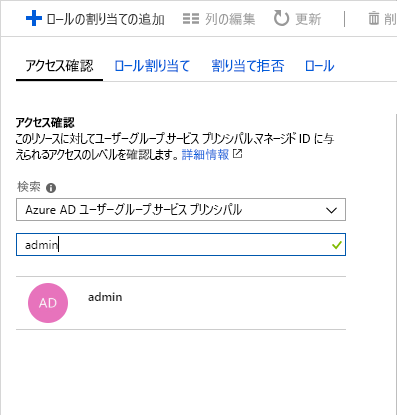 ロールの割り当ての追加 列の編集 更新 削
アクセス確認 ロール割り当て 割り当て拒否 ロール
アクセス確認
このリソースに対してユーザーグループ,サービス プリンシパル,マネージド ID に与
えられるアクセスのレベルを確認します。詳細情報
検索
Azure AD ユーザーグループ,サービス プリンシパル
admin
AD admin